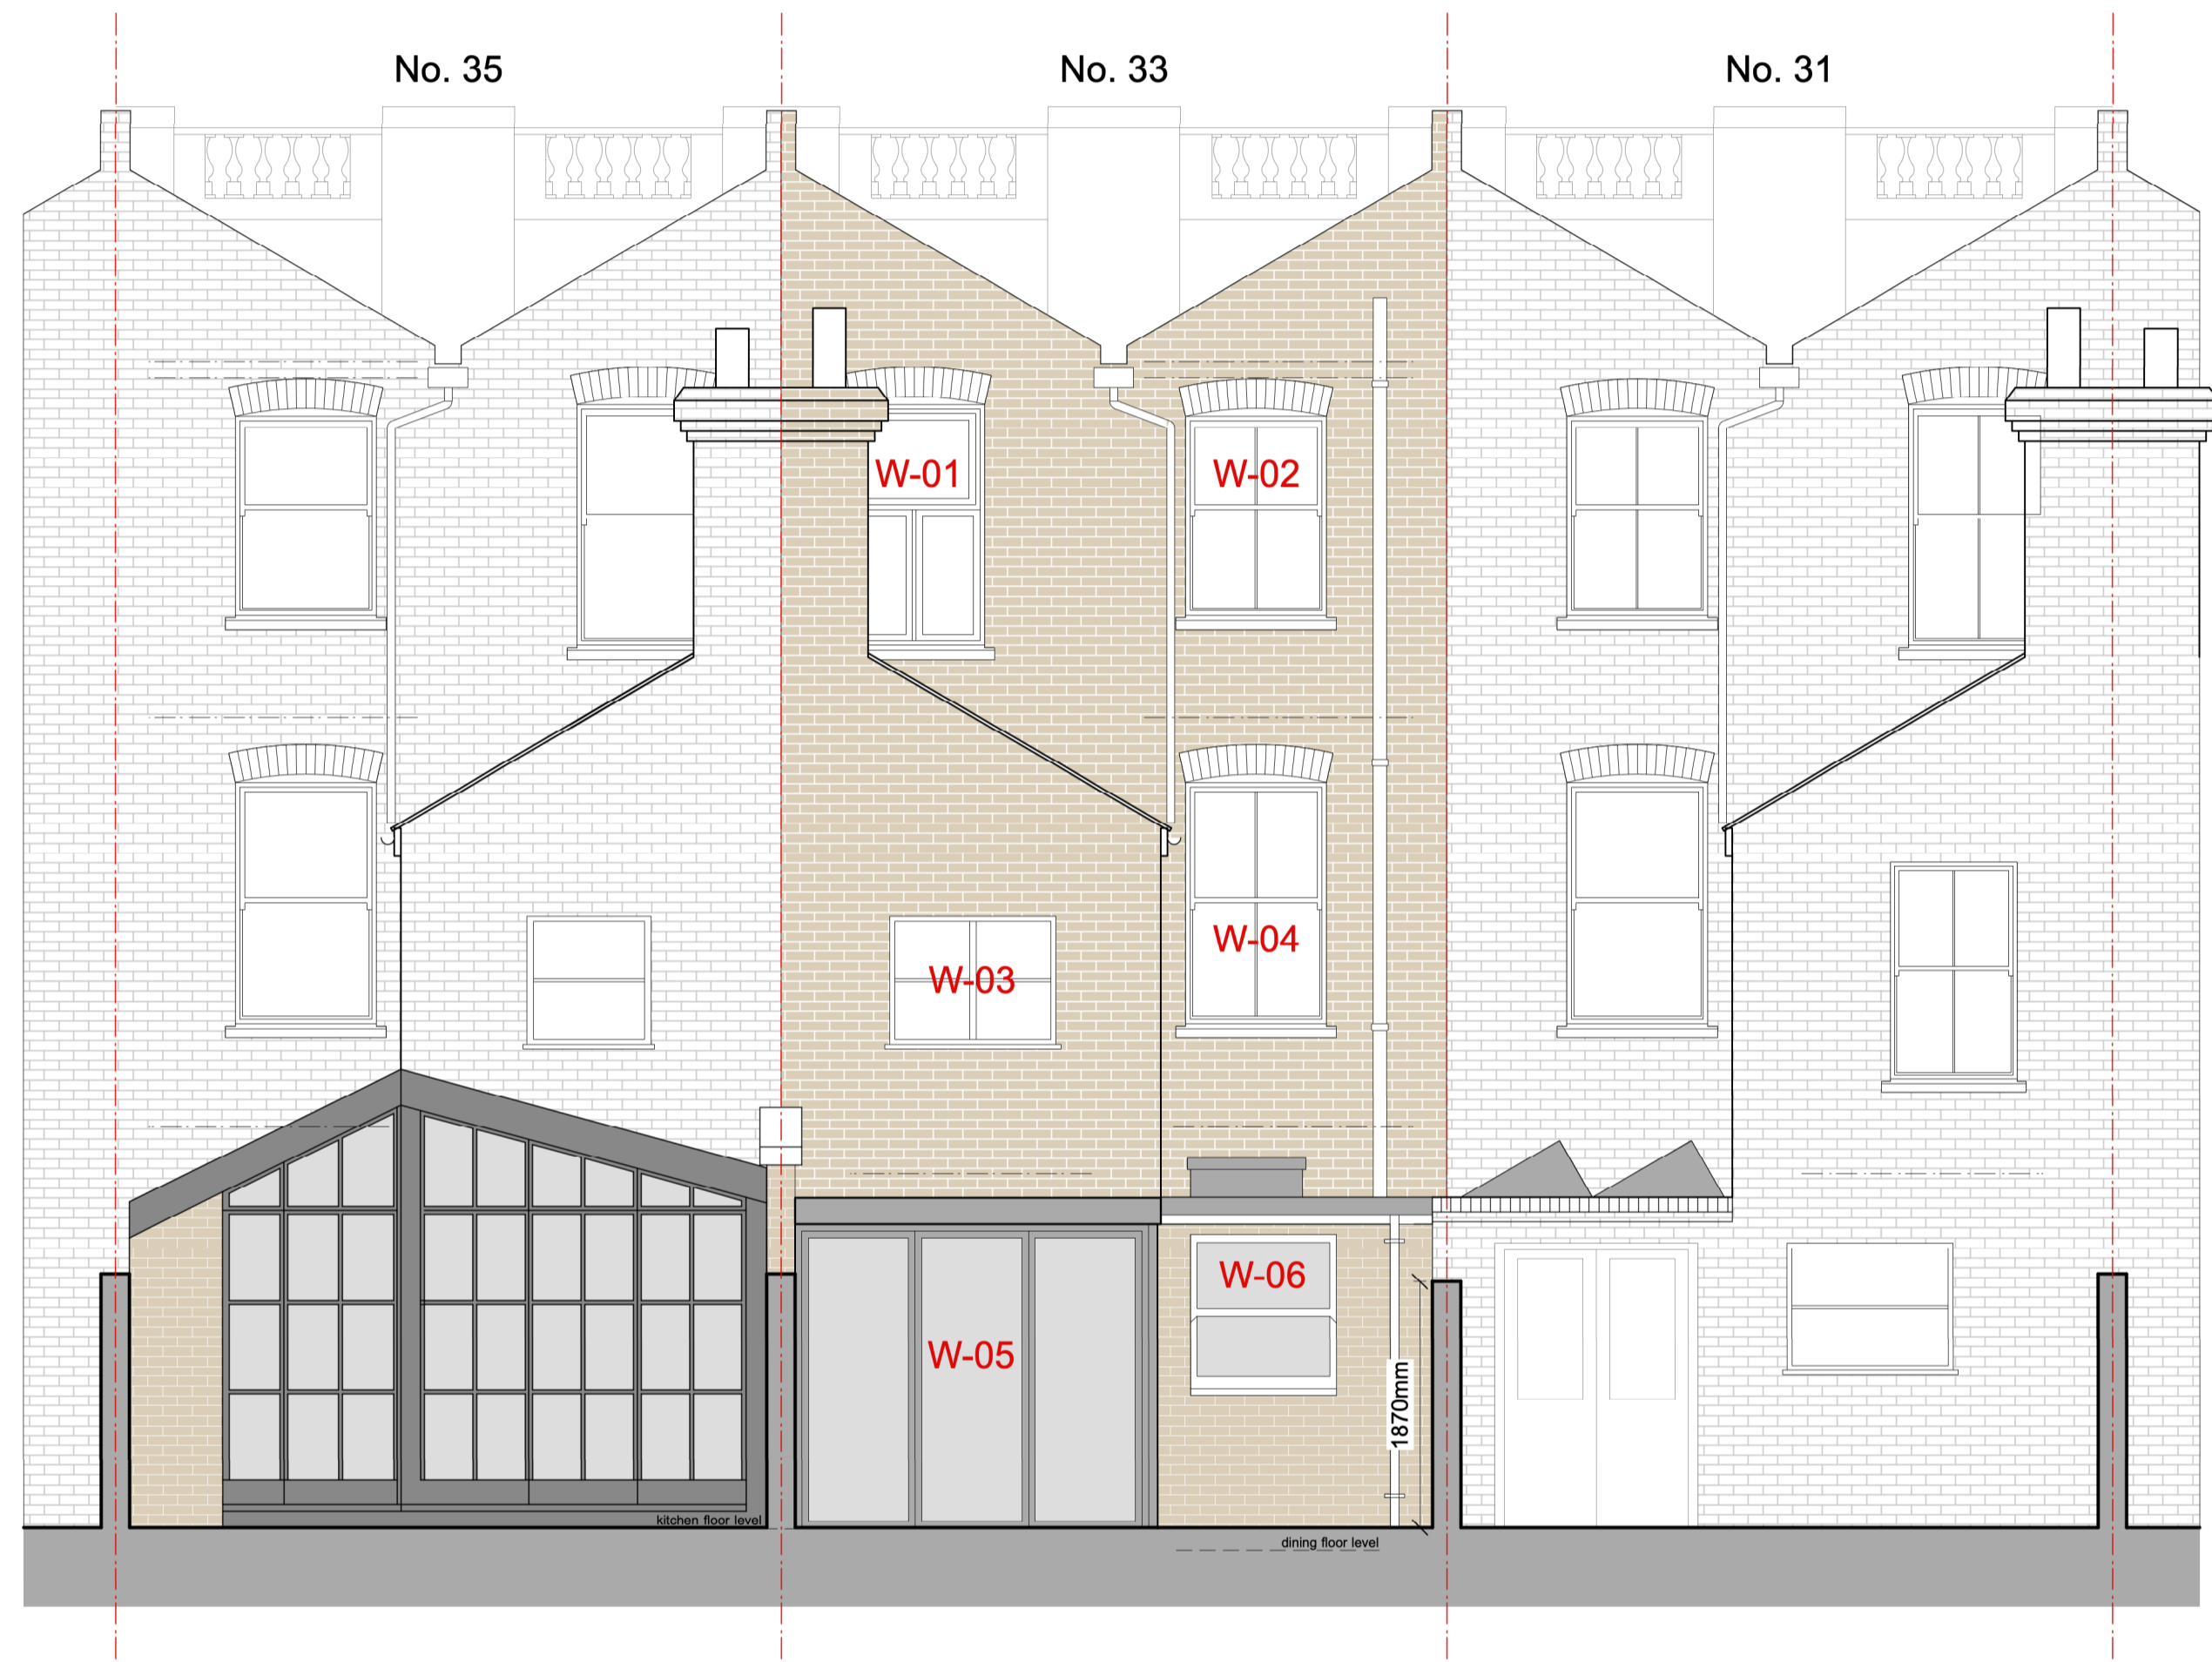 No. 35
No. 33
No. 31
W-01
W-02
W-03
W-04
W-05
W-06
1870mm
kitchen floor level
dining floor level